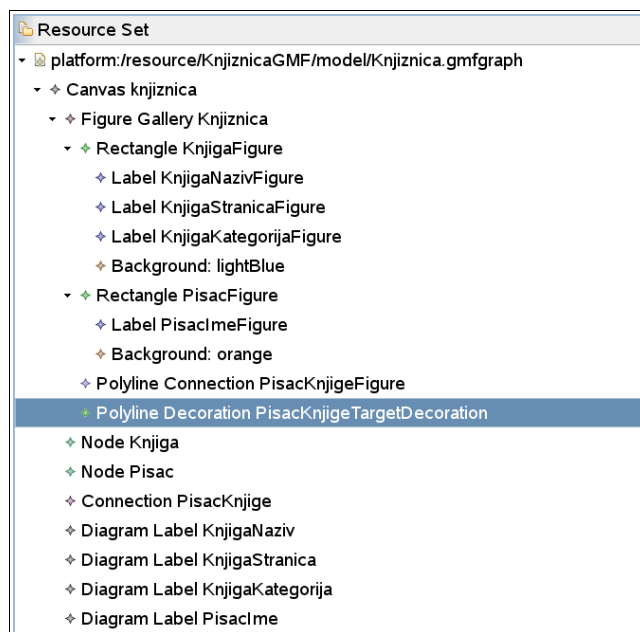 Resource Set
platform:/resource/KnjiznicaGMF/model/Knjiznica.gmfgraph
Canvas knjiznica
Figure Gallery Knjiznica
Rectangle KnjigaFigure
Label KnjigaNazivFigure
Label KnjigaStranicaFigure
Label KnjigaKategorijaFigure
Background: lightBlue
Rectangle PisacFigure
Label PisacImeFigure
Background: orange
Polyline Connection PisacKnjigeFigure
Polyline Decoration PisacKnjigeTargetDecoration
Node Knjiga
Node Pisac
Connection PisacKnjige
Diagram Label KnjigaNaziv
Diagram Label KnjigaStranica
Diagram Label KnjigaKategorija
Diagram Label PisacIme